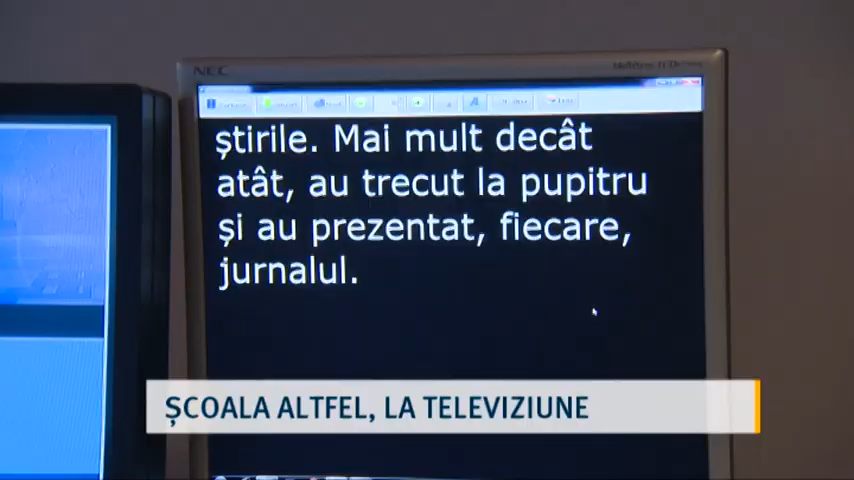 NEC
știrile. Mai mult decât
atât, au trecut la pupitru
și au prezentat, fiecare,
jurnalul.
ȘCOALA ALTFEL, LA TELEVIZIUNE